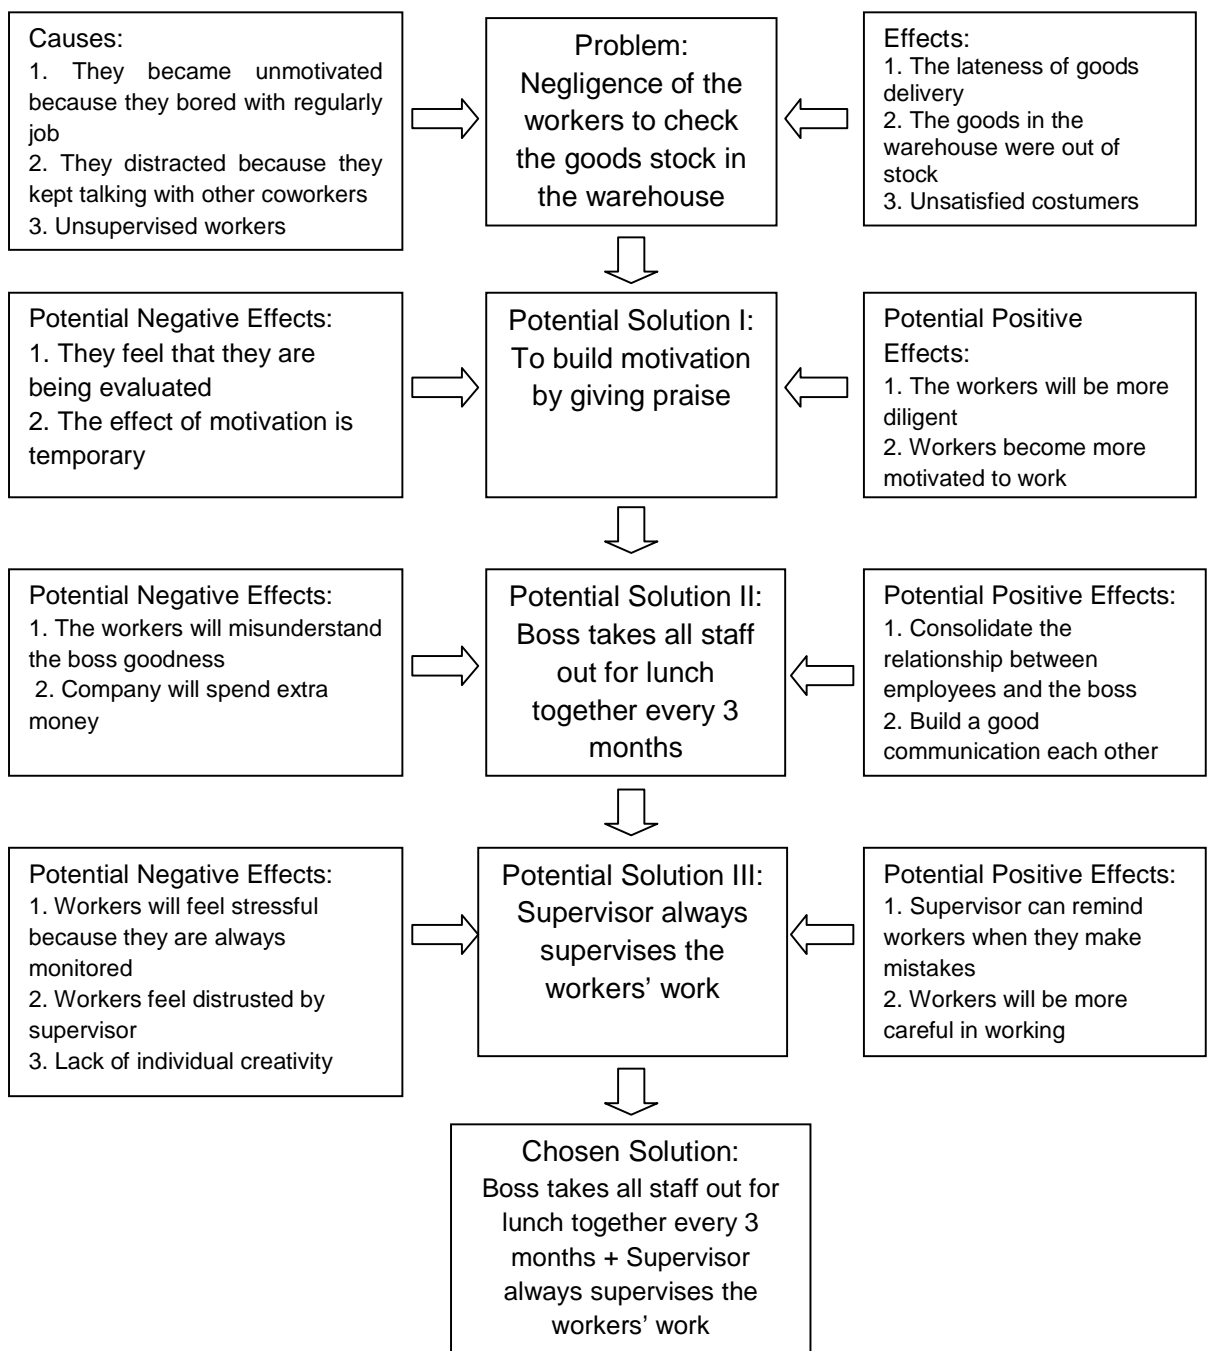 Causes:
1. They became unmotivated
because they bored with regularly
job
2. They distracted because they
kept talking with other coworkers
3. Unsupervised workers
Problem:
Negligence of the
workers to check
the goods stock in
the warehouse
Effects:
1. The lateness of goods
delivery
2. The goods in the
warehouse were out of
stock
3. Unsatisfied costumers
Potential Negative Effects:
1. They feel that they are
being evaluated
2. The effect of motivation is
temporary
Potential Solution I:
To build motivation
by giving praise
Potential Positive
Effects:
1. The workers will be more
diligent
2. Workers become more
motivated to work
Potential Negative Effects:
1. The workers will misunderstand
the boss goodness
2. Company will spend extra
money
Potential Solution II:
Boss takes all staff
out for lunch
together every 3
months
Potential Positive Effects:
1. Consolidate the
relationship between
employees and the boss
2. Build a good
communication each other
Potential Negative Effects:
1. Workers will feel stressful
because they are always
monitored
2. Workers feel distrusted by
supervisor
3. Lack of individual creativity
Potential Solution III:
Supervisor always
supervises the
workers’ work
Potential Positive Effects:
1. Supervisor can remind
workers when they make
mistakes
2. Workers will be more
careful in working
Chosen Solution:
Boss takes all staff out for
lunch together every 3
months + Supervisor
always supervises the
workers’ work